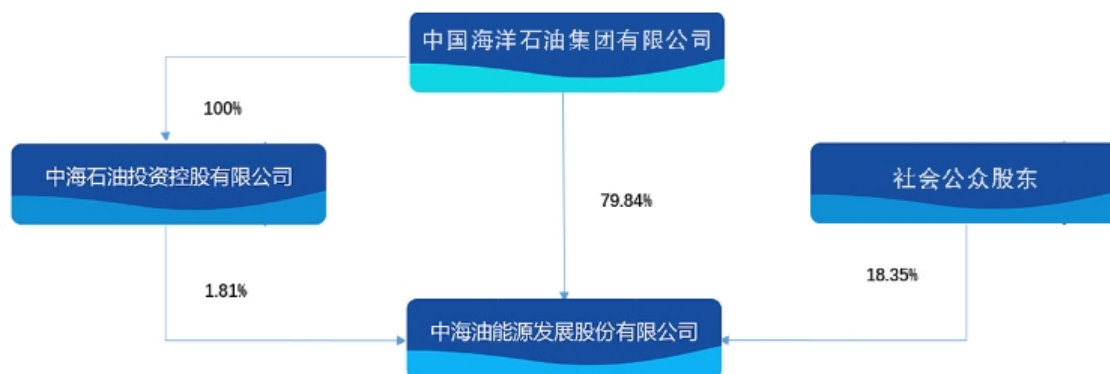 中国海洋石油集团有限公司
100%
中海石油投资控股有限公司
79.84%
社会公众股东
1.81%
18.35%
中海油能源发展股份有限公司